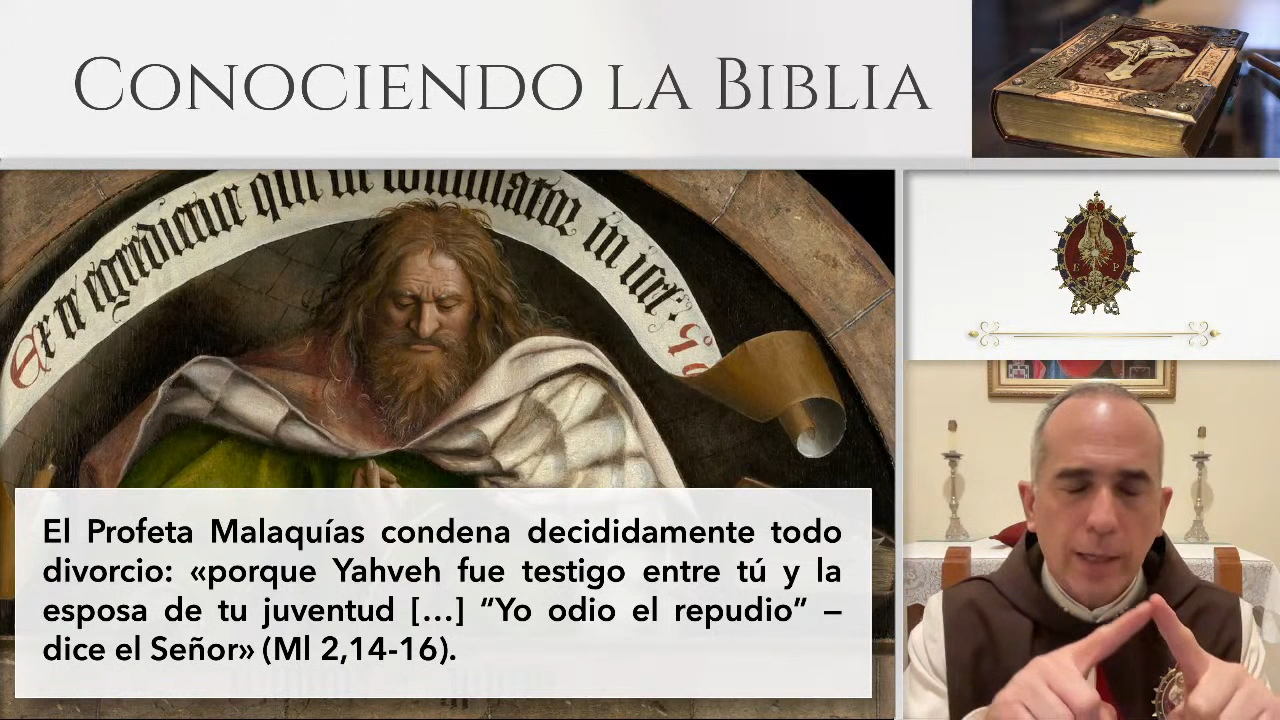 CONOCIENDO LA BIBLIA
E P
El Profeta Malaquías condena decididamente todo
divorcio: «porque Yahveh fue testigo entre tú y la
esposa de tu juventud [...] “Yo odio el repudio” –
dice el Señor» (Ml 2,14-16).